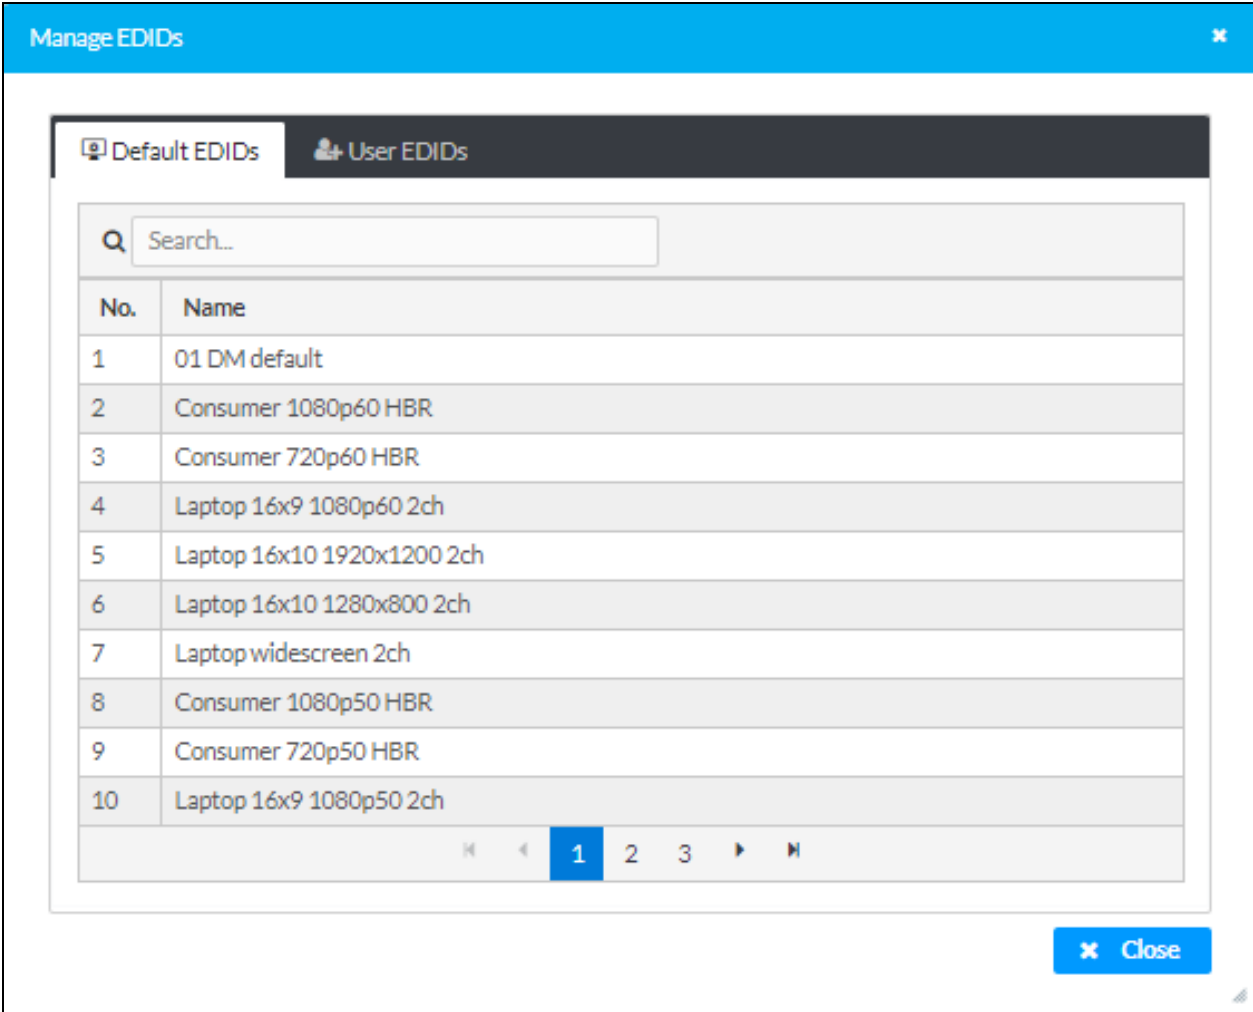 Manage EDIDs
Default EDIDs User EDIDs
Search...
No. Name
1 01 DM default
2 Consumer 1080p60 HBR
3 Consumer 720p60 HBR
4 Laptop 16x9 1080p60 2ch
5 Laptop 16x10 1920x1200 2ch
6 Laptop 16x10 1280x800 2ch
7 Laptop widescreen 2ch
8 Consumer 1080p50 HBR
9 Consumer 720p50 HBR
10 Laptop 16x9 1080p50 2ch
1 2 3
Close